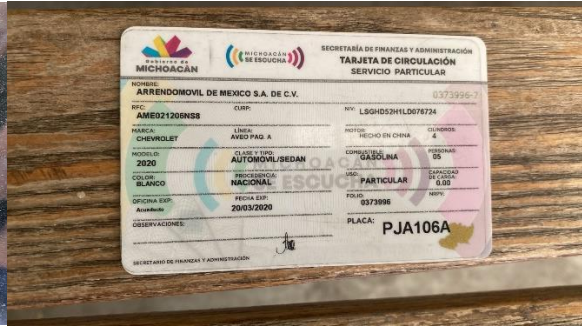 Gobierno de
MICHOACÁN
MICHOACÁN
SE ESCUCHA
SECRETARÍA DE FINANZAS Y ADMINISTRACIÓN
TARJETA DE CIRCULACIÓN
SERVICIO PARTICULAR
NOMBRE:
ARRENDOMOVIL DE MEXICO S.A. DE C.V.
0373996-7
RFC: CURP: NIV: LSGHD52H1LD076724
AME021206NS8
MARCA: LÍNEA: MOTOR: HECHO EN CHINA CILINDROS:
CHEVROLET AVEO PAQ. A 4
MODELO: CLASE Y TIPO: COMBUSTIBLE: PERSONAS:
2020 AUTOMOVIL/SEDAN GASOLINA 05
COLOR: PROCEDENCIA: USO: CAPACIDAD DE CARGA:
BLANCO NACIONAL PARTICULAR 0.00
OFICINA EXP: FECHA EXP: FOLIO: NRPV:
20/03/2020 0373996
OBSERVACIONES: PLACA: PJA106A
SECRETARIO DE FINANZAS Y ADMINISTRACIÓN